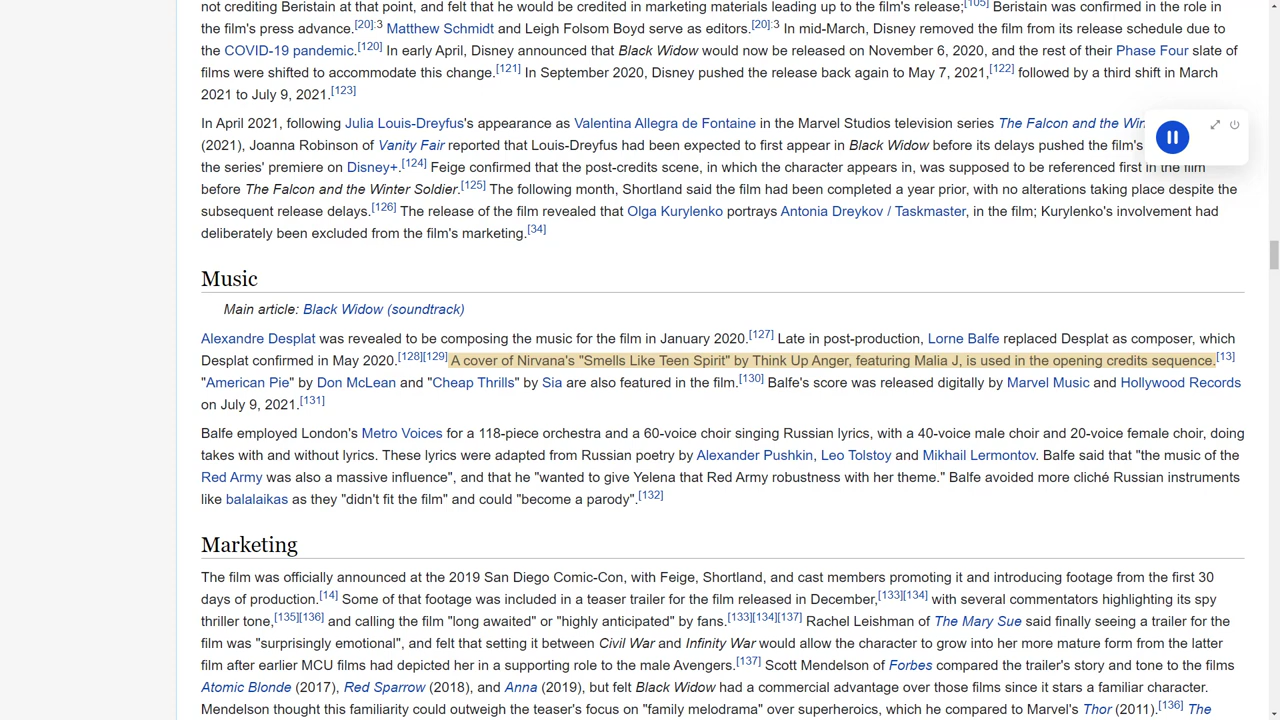 not crediting Beristain at that point, and felt that he would be credited in marketing materials leading up to the film's release;[105] Beristain was confirmed in the role in
the film's press advance.[20]:3 Matthew Schmidt and Leigh Folsom Boyd serve as editors.[20]:3 In mid-March, Disney removed the film from its release schedule due to
the COVID-19 pandemic.[120] In early April, Disney announced that Black Widow would now be released on November 6, 2020, and the rest of their Phase Four slate of
films were shifted to accommodate this change.[121] In September 2020, Disney pushed the release back again to May 7, 2021,[122] followed by a third shift in March
2021 to July 9, 2021.[123]
In April 2021, following Julia Louis-Dreyfus's appearance as Valentina Allegra de Fontaine in the Marvel Studios television series The Falcon and the
(2021), Joanna Robinson of Vanity Fair reported that Louis-Dreyfus had been expected to first appear in Black Widow before its delays pushed the film's
the series' premiere on Disney+.[124] Feige confirmed that the post-credits scene, in which the character appears in, was supposed to be referenced first in the film
before The Falcon and the Winter Soldier.[125] The following month, Shortland said the film had been completed a year prior, with no alterations taking place despite the
subsequent release delays.[126] The release of the film revealed that Olga Kurylenko portrays Antonia Dreykov / Taskmaster, in the film; Kurylenko's involvement had
deliberately been excluded from the film's marketing.[34]
Music
Main article: Black Widow (soundtrack)
Alexandre Desplat was revealed to be composing the music for the film in January 2020.[127] Late in post-production, Lorne Balfe replaced Desplat as composer, which
Desplat confirmed in May 2020.[128][129] A cover of Nirvana's "Smells Like Teen Spirit" by Think Up Anger, featuring Malia J, is used in the opening credits sequence.[13]
"American Pie" by Don McLean and "Cheap Thrills" by Sia are also featured in the film.[130] Balfe's score was released digitally by Marvel Music and Hollywood Records
on July 9, 2021.[131]
Balfe employed London's Metro Voices for a 118-piece orchestra and a 60-voice choir singing Russian lyrics, with a 40-voice male choir and 20-voice female choir, doing
takes with and without lyrics. These lyrics were adapted from Russian poetry by Alexander Pushkin, Leo Tolstoy and Mikhail Lermontov. Balfe said that "the music of the
Red Army was also a massive influence", and that he "wanted to give Yelena that Red Army robustness with her theme." Balfe avoided more cliché Russian instruments
like balalaikas as they "didn't fit the film" and could "become a parody".[132]
Marketing
The film was officially announced at the 2019 San Diego Comic-Con, with Feige, Shortland, and cast members promoting it and introducing footage from the first 30
days of production.[14] Some of that footage was included in a teaser trailer for the film released in December,[133][134] with several commentators highlighting its spy
thriller tone,[135][136] and calling the film "long awaited" or "highly anticipated" by fans.[133][134][137] Rachel Leishman of The Mary Sue said finally seeing a trailer for the
film was "surprisingly emotional", and felt that setting it between Civil War and Infinity War would allow the character to grow into her more mature form from the latter
film after earlier MCU films had depicted her in a supporting role to the male Avengers.[137] Scott Mendelson of Forbes compared the trailer's story and tone to the films
Atomic Blonde (2017), Red Sparrow (2018), and Anna (2019), but felt Black Widow had a commercial advantage over those films since it stars a familiar character.
Mendelson thought this familiarity could outweigh the teaser's focus on "family melodrama" over superheroics, which he compared to Marvel's Thor (2011).[136] The